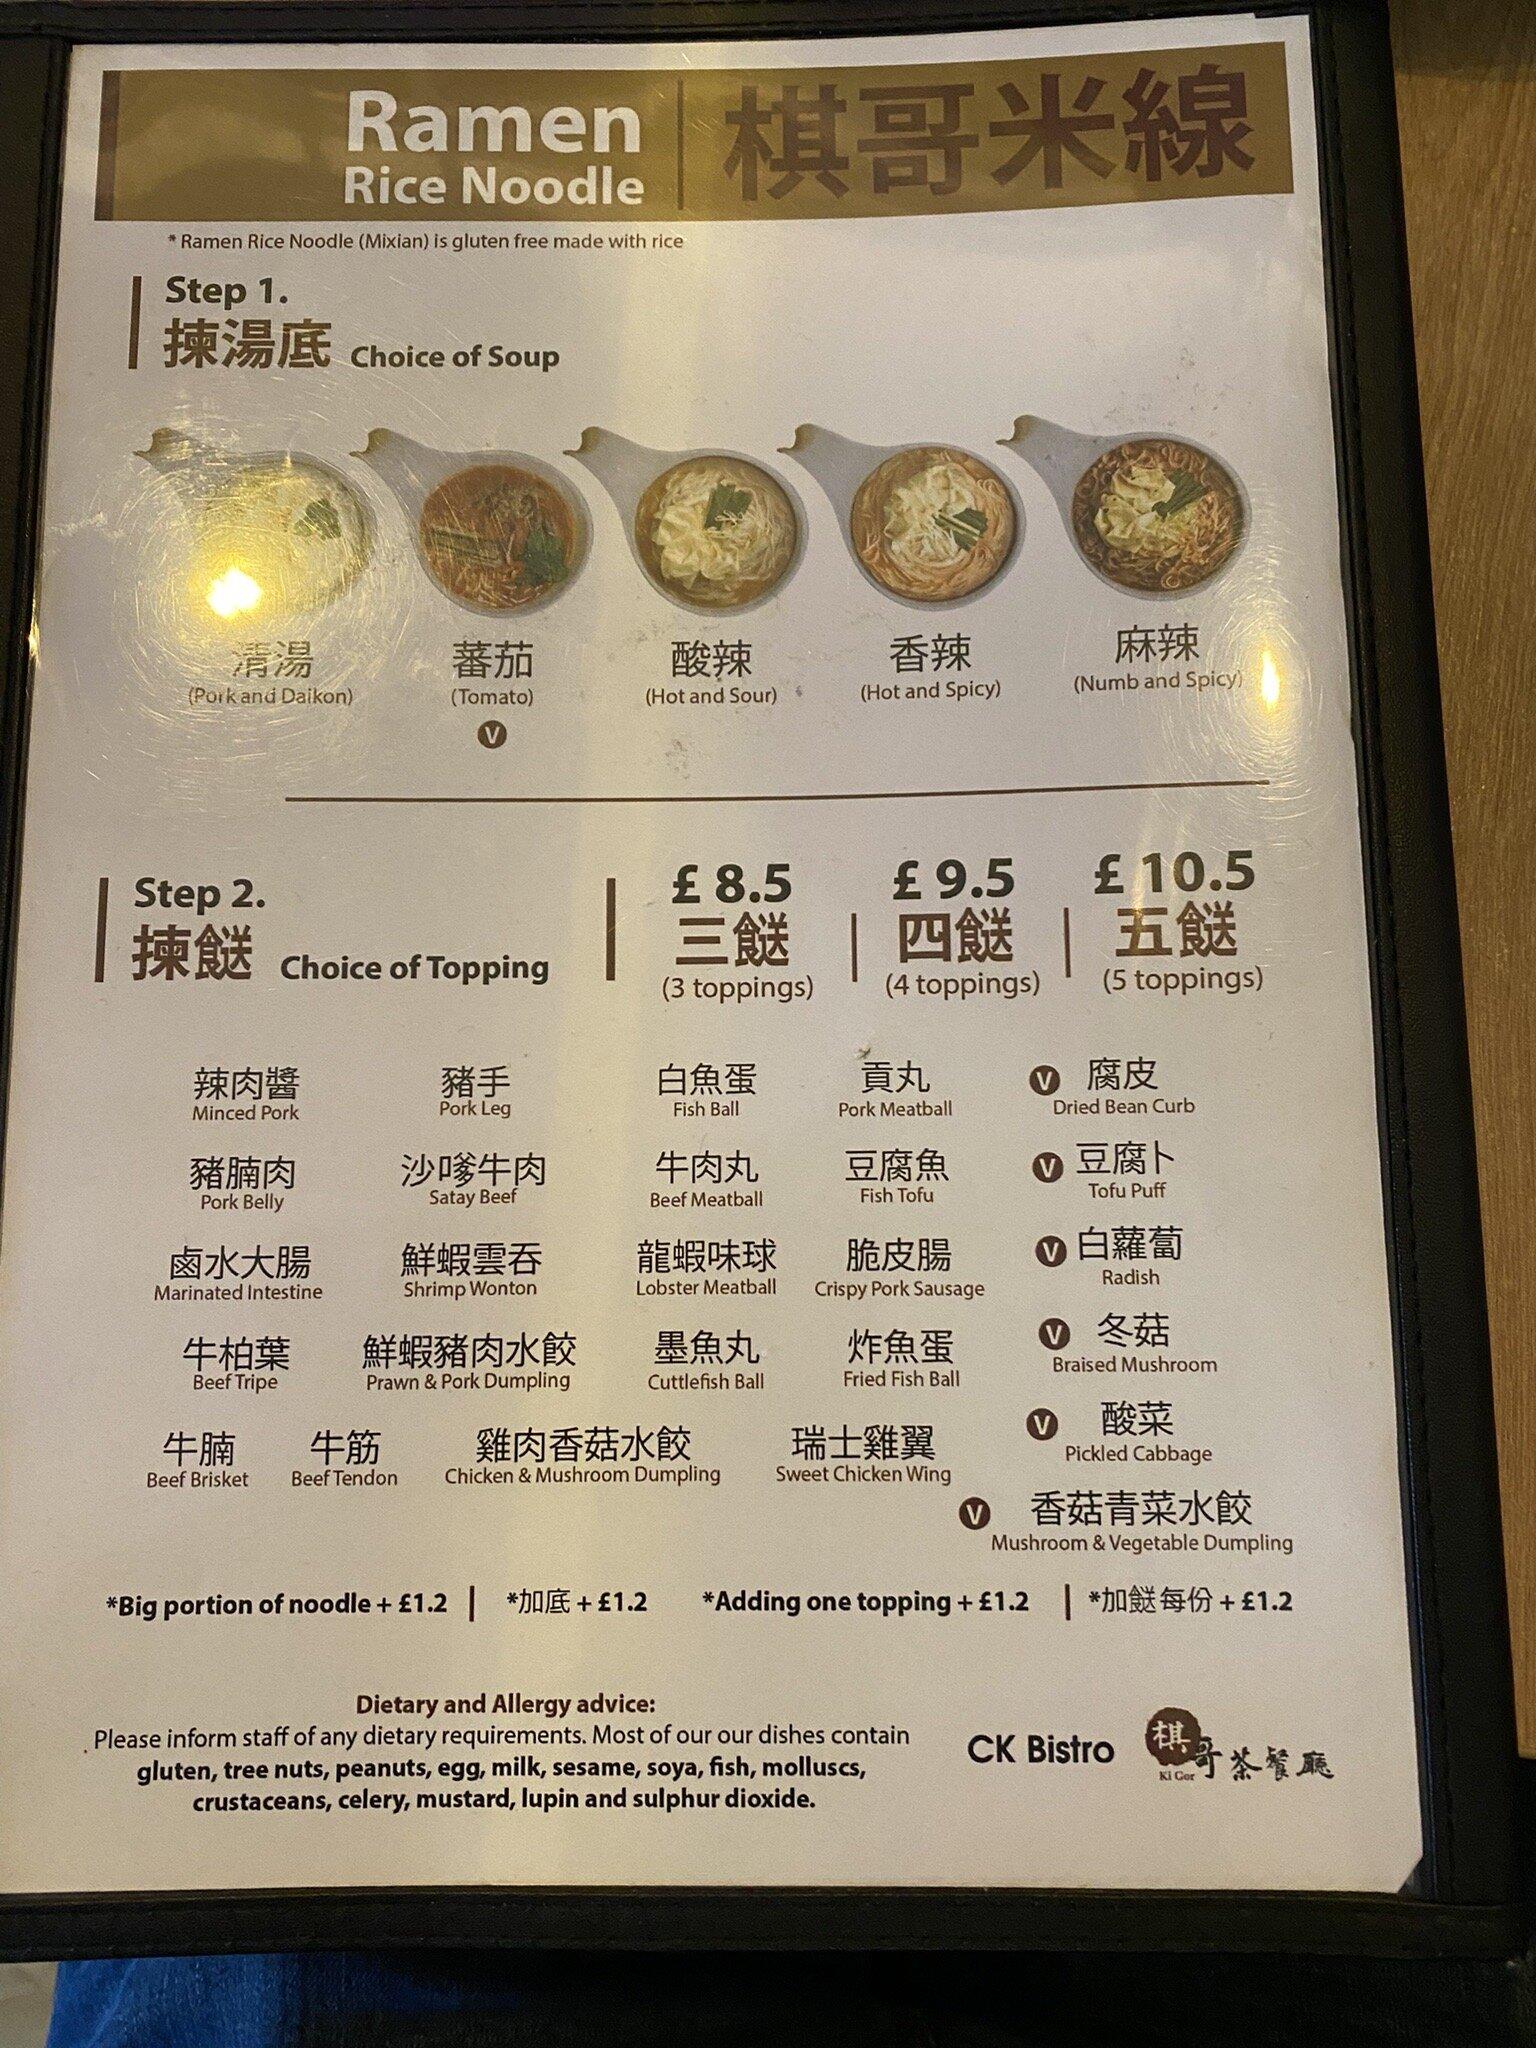 Ramen
Rice Noodle
棋哥米線
* Ramen Rice Noodle (Mixian) is gluten free made with rice
Step 1.
揀湯底 Choice of Soup
清湯
(Pork and Daikon)
蕃茄
(Tomato)
V
酸辣
(Hot and Sour)
香辣
(Hot and Spicy)
麻辣
(Numb and Spicy)
Step 2.
揀餸 Choice of Topping
£ 8.5
三餸
(3 toppings)
£ 9.5
四餸
(4 toppings)
£ 10.5
五餸
(5 toppings)
辣肉醬
Minced Pork
豬手
Pork Leg
白魚蛋
Fish Ball
貢丸
Pork Meatball
V 腐皮
Dried Bean Curb
豬腩肉
Pork Belly
沙嗲牛肉
Satay Beef
牛肉丸
Beef Meatball
豆腐魚
Fish Tofu
V 豆腐卜
Tofu Puff
鹵水大腸
Marinated Intestine
鮮蝦雲吞
Shrimp Wonton
龍蝦味球
Lobster Meatball
脆皮腸
Crispy Pork Sausage
V 白蘿蔔
Radish
牛柏葉
Beef Tripe
鮮蝦豬肉水餃
Prawn & Pork Dumpling
墨魚丸
Cuttlefish Ball
炸魚蛋
Fried Fish Ball
V 冬菇
Braised Mushroom
牛腩
Beef Brisket
牛筋
Beef Tendon
雞肉香菇水餃
Chicken & Mushroom Dumpling
瑞士雞翼
Sweet Chicken Wing
V 酸菜
Pickled Cabbage
V 香菇青菜水餃
Mushroom & Vegetable Dumpling
*Big portion of noodle + £1.2 | *加底 + £1.2 *Adding one topping + £1.2 | *加餸每份 + £1.2
Dietary and Allergy advice:
Please inform staff of any dietary requirements. Most of our our dishes contain
gluten, tree nuts, peanuts, egg, milk, sesame, soya, fish, molluscs,
crustaceans, celery, mustard, lupin and sulphur dioxide.
CK Bistro
棋哥茶餐廳
Ki Gor